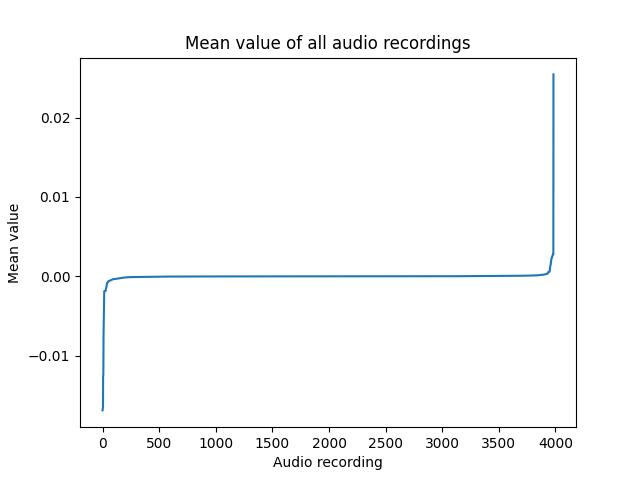 Mean value of all audio recordings
Mean value
0.02
0.01
0.00
−0.01
0 500 1000 1500 2000 2500 3000 3500 4000
Audio recording